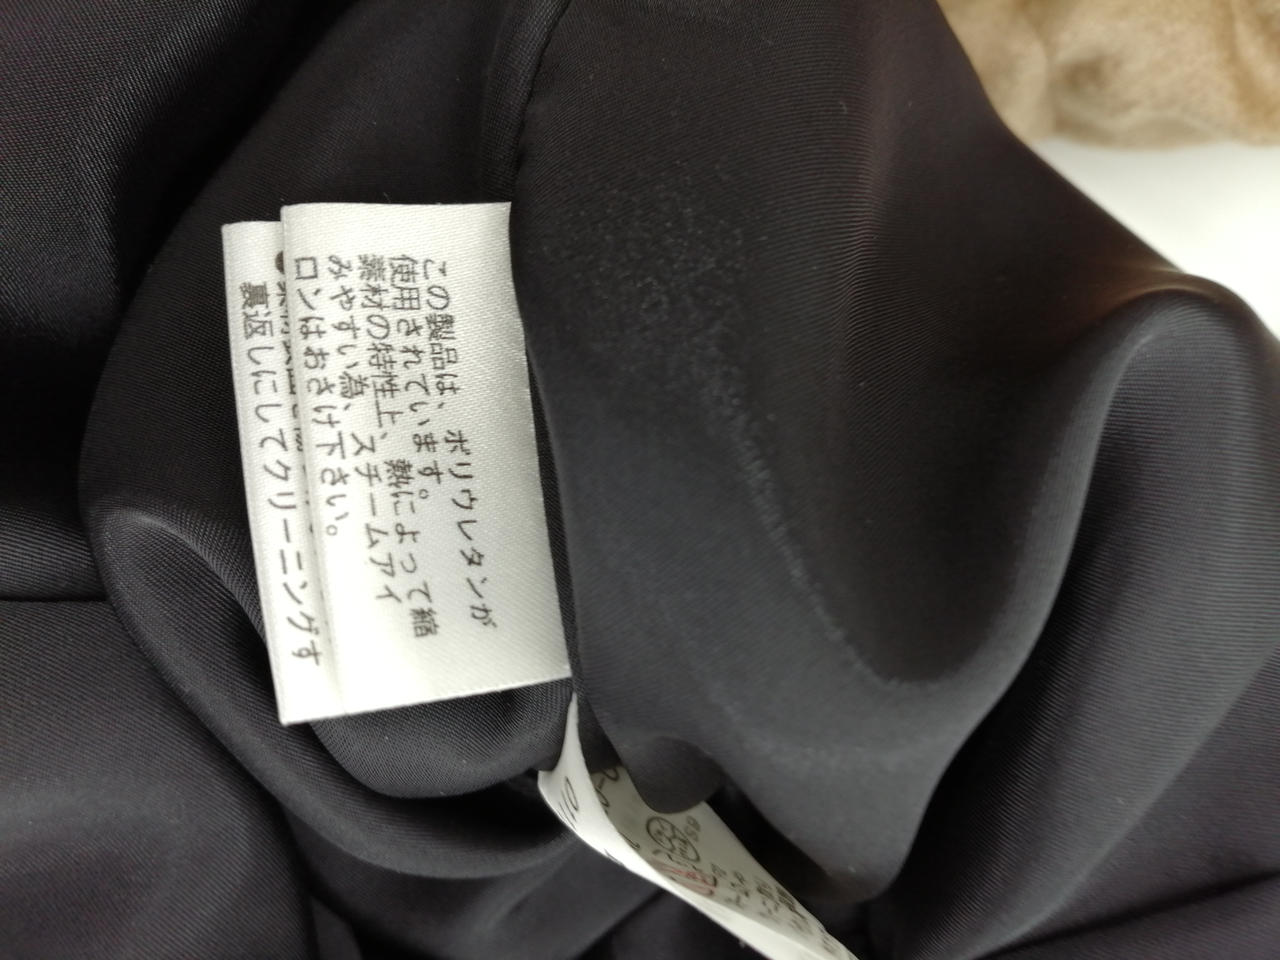 この製品は、ポリウレタンが
使用されています。
素材の特性上、熱によって縮
みやすい為、スチームアイ
ロンはおさけ下さい。
裏返しにしてクリーニングす